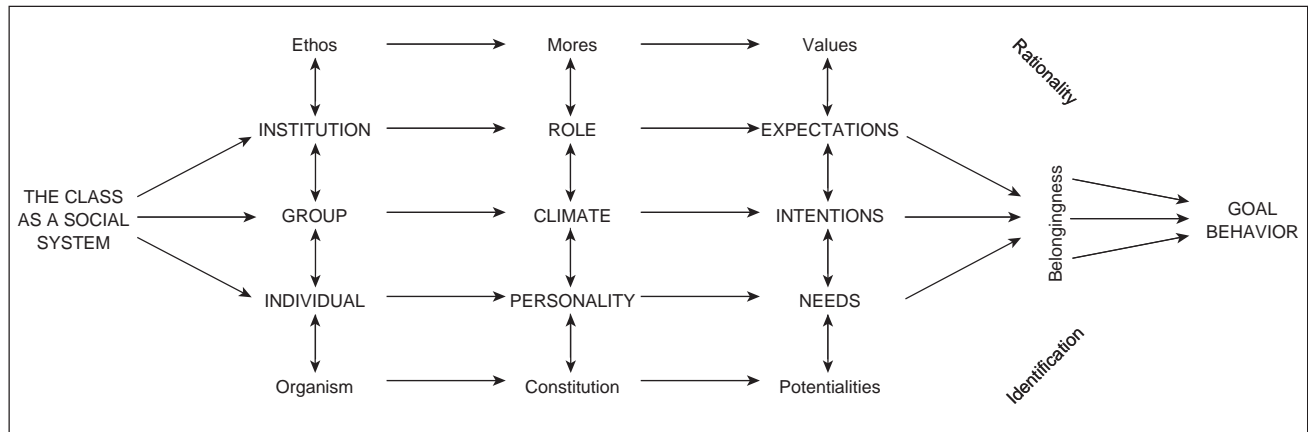 Ethos Mores Values
Rationality
INSTITUTION ROLE EXPECTATIONS
THE CLASS
AS A SOCIAL
SYSTEM
GROUP CLIMATE INTENTIONS
Belongingness
GOAL
BEHAVIOR
INDIVIDUAL PERSONALITY NEEDS
Organism Constitution Potentialities
Identification